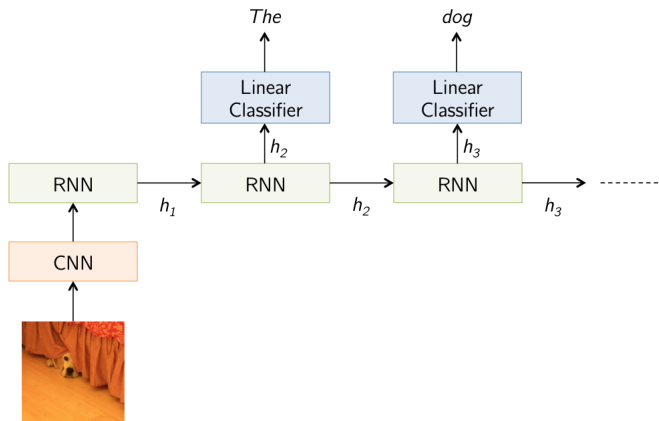 The
dog
Linear
Classifier
Linear
Classifier
h2
h3
RNN
RNN
RNN
h1
h2
h3
CNN